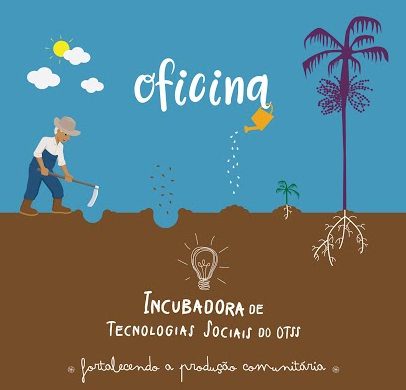 oficina
INCUBADORA DE
TECNOLOGIAS SOCIAIS DO OTSS
fortalecendo a produção comunitária